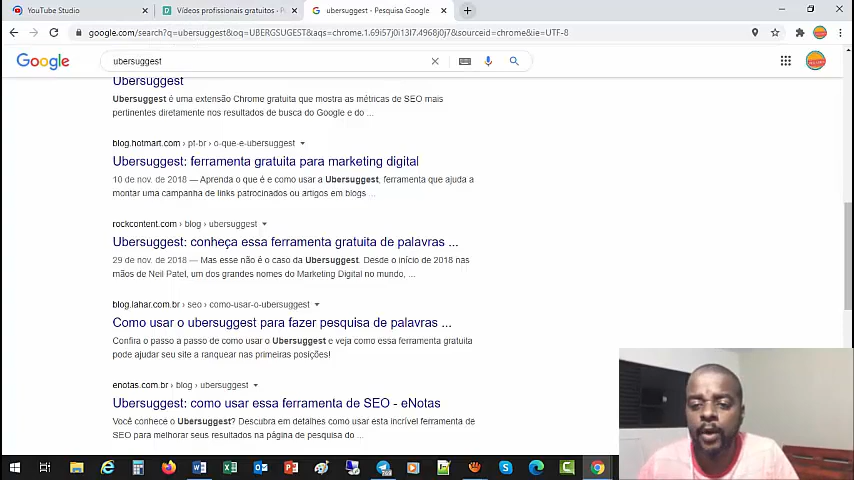 YouTube Studio
Vídeos profissionais gratuitos · Pe
ubersuggest - Pesquisa Google
google.com/search?q=ubersuggest&oq=UBERGSUGEST&aqs=chrome.1.69i57j0i13l7.4968j0j7&sourceid=chrome&ie=UTF-8
Google
ubersuggest
Ubersuggest
Ubersuggest é uma extensão Chrome gratuita que mostra as métricas de SEO mais
pertinentes diretamente nos resultados de busca do Google e do ...
blog.hotmart.com › pt-br › o-que-e-ubersuggest
Ubersuggest: ferramenta gratuita para marketing digital
10 de nov. de 2018 — Aprenda o que é e como usar a Ubersuggest, ferramenta que ajuda a
montar uma campanha de links patrocinados ou artigos em blogs ...
rockcontent.com › blog › ubersuggest
Ubersuggest: conheça essa ferramenta gratuita de palavras ...
29 de nov. de 2018 — Mas esse não é o caso da Ubersuggest. Desde o início de 2018 nas
mãos de Neil Patel, um dos grandes nomes do Marketing Digital no mundo, ...
blog.lahar.com.br › seo › como-usar-o-ubersuggest
Como usar o ubersuggest para fazer pesquisa de palavras ...
Confira o passo a passo de como usar o Ubersuggest e veja como essa ferramenta gratuita
pode ajudar seu site a ranquear nas primeiras posições!
enotas.com.br › blog › ubersuggest
Ubersuggest: como usar essa ferramenta de SEO - eNotas
Você conhece o Ubersuggest? Descubra em detalhes como usar esta incrível ferramenta de
SEO para melhorar seus resultados na página de pesquisa do ...